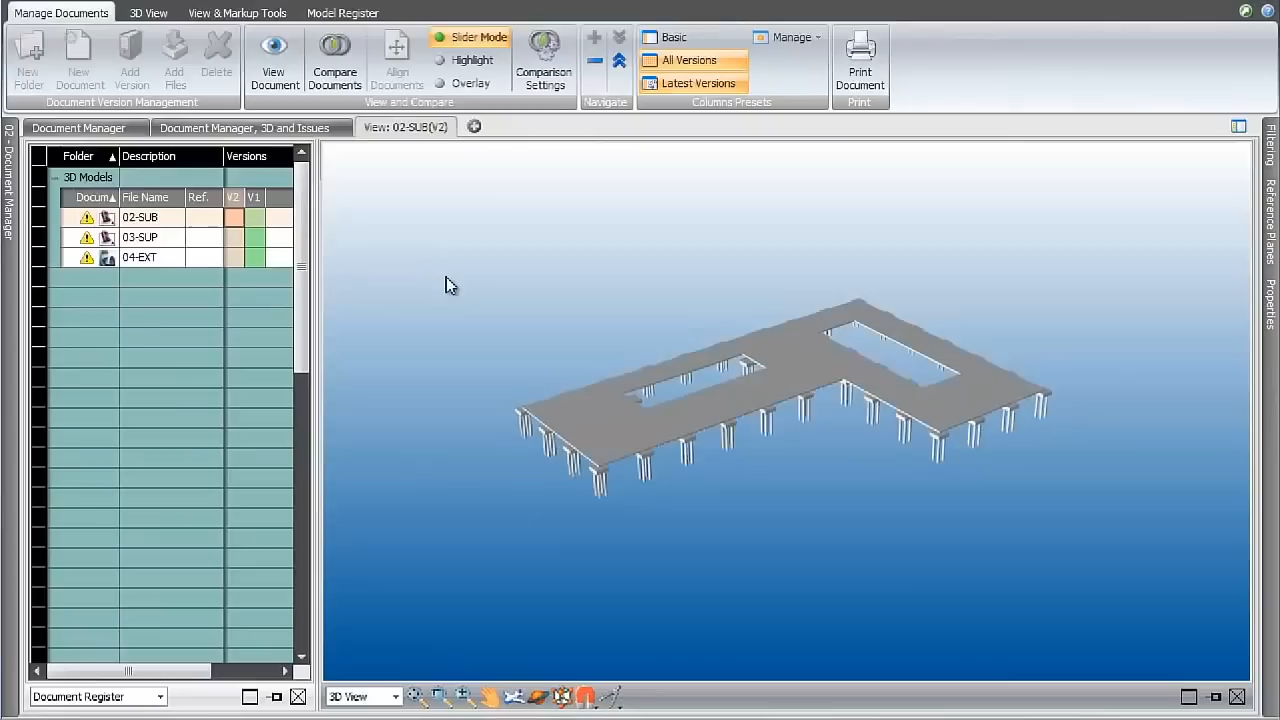 Manage Documents 3D View View & Markup Tools Model Register
New Folder New Document Add Version Add Files Delete
Document Version Management
View Document Compare Documents Align Documents Slider Mode Highlight Overlay Comparison Settings
View and Compare
Navigate
Basic Manage
All Versions
Latest Versions
Columns Presets
Print Document
Print
02 - Document Manager
Document Manager Document Manager, 3D and Issues View: 02-SUB(V2)
Folder Description Versions
3D Models
Docum File Name Ref. V2 V1
02-SUB
03-SUP
04-EXT
Document Register
3D View
Filtering
Reference Planes
Properties